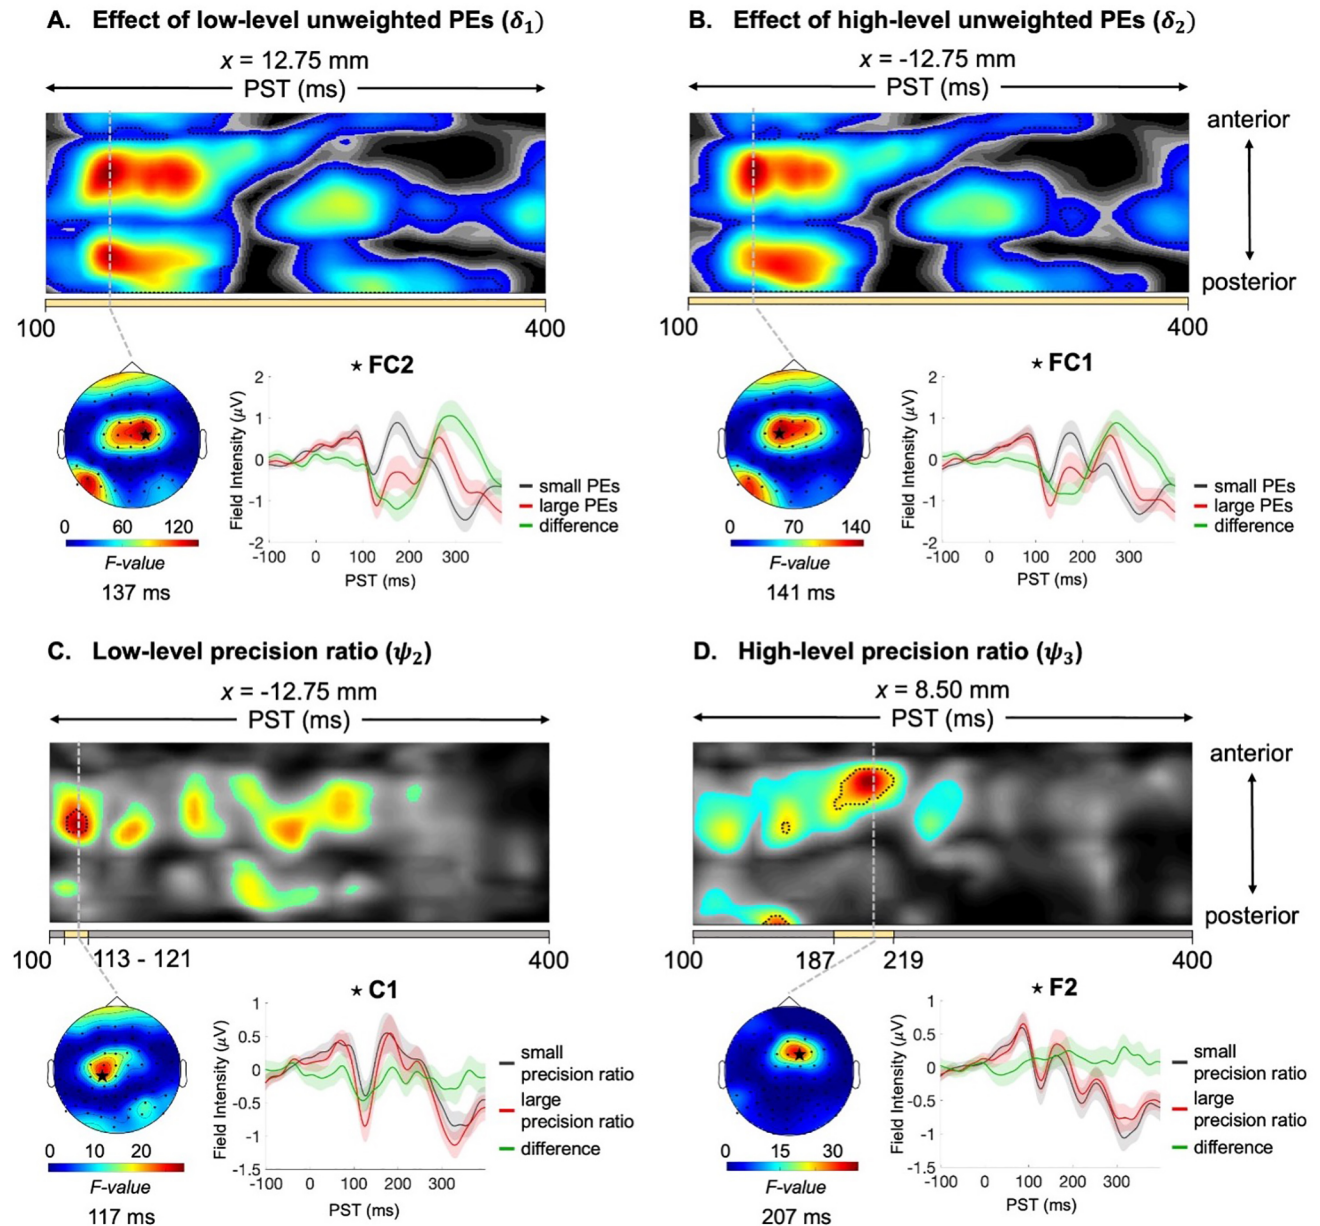 A. Effect of low-level unweighted PEs (δ₁)
x = 12.75 mm
PST (ms)
100
400
★ FC2
Field Intensity (μV)
2
1
0
-1
-2
-100 0 100 200 300
PST (ms)
small PEs
large PEs
difference
0 60 120
F-value
137 ms
B. Effect of high-level unweighted PEs (δ₂)
x = -12.75 mm
PST (ms)
anterior
posterior
100
400
★ FC1
Field Intensity (μV)
2
1
0
-1
-2
-100 0 100 200 300
PST (ms)
small PEs
large PEs
difference
0 70 140
F-value
141 ms
C. Low-level precision ratio (ψ₂)
x = -12.75 mm
PST (ms)
100
113 - 121
400
★ C1
Field Intensity (μV)
1
0.5
0
-0.5
-1
-1.5
-100 0 100 200 300
PST (ms)
small
precision ratio
large
precision ratio
difference
0 10 20
F-value
117 ms
D. High-level precision ratio (ψ₃)
x = 8.50 mm
PST (ms)
anterior
posterior
100
187
219
400
★ F2
Field Intensity (μV)
1
0.5
0
-0.5
-1
-1.5
-100 0 100 200 300
PST (ms)
small
precision ratio
large
precision ratio
difference
0 15 30
F-value
207 ms